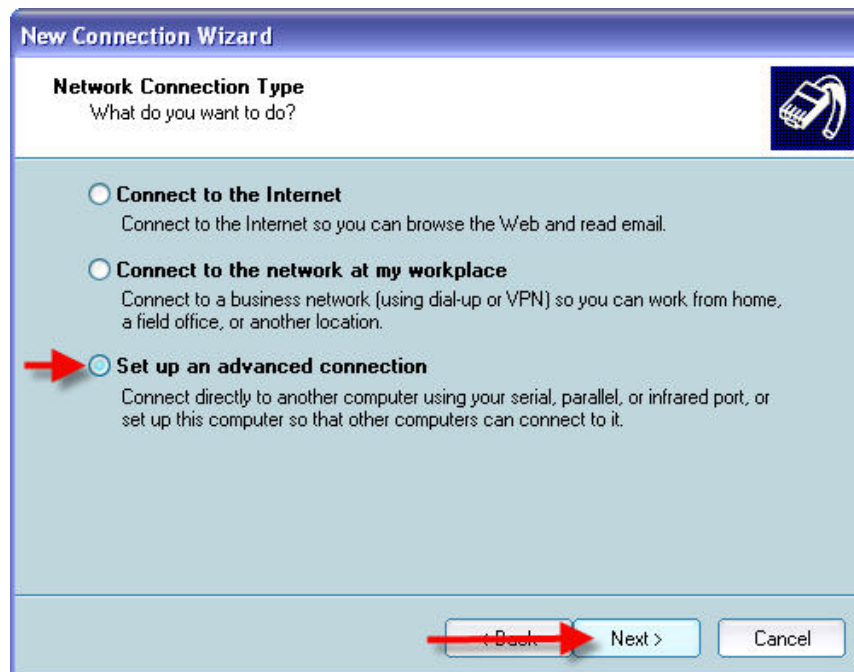 New Connection Wizard
Network Connection Type
What do you want to do?
Connect to the Internet
Connect to the Internet so you can browse the Web and read email.
Connect to the network at my workplace
Connect to a business network (using dial-up or VPN) so you can work from home,
a field office, or another location.
Set up an advanced connection
Connect directly to another computer using your serial, parallel, or infrared port, or
set up this computer so that other computers can connect to it.
< Back Next > Cancel